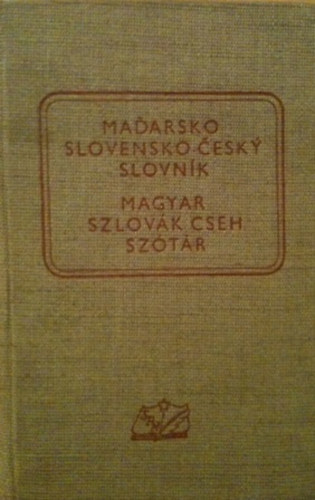 MAĎARSKO
SLOVENSKO-ČESKÝ
SLOVNÍK
MAGYAR
SZLOVÁK CSEH
SZÓTÁR